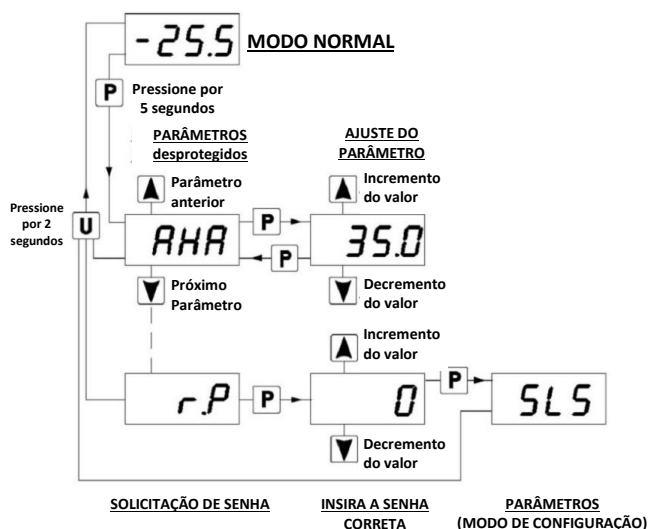 -25.5 MODO NORMAL
P Pressione por
5 segundos
PARÂMETROS
desprotegidos
AJUSTE DO
PARÂMETRO
Parâmetro
anterior
Incremento
do valor
Pressione
por 2
segundos
U
AHA
P
P
35.0
Próximo
Parâmetro
Decremento
do valor
Incremento
do valor
r.P
P
0
P
SLS
Decremento
do valor
SOLICITAÇÃO DE SENHA
INSIRA A SENHA
CORRETA
PARÂMETROS
(MODO DE CONFIGURAÇÃO)